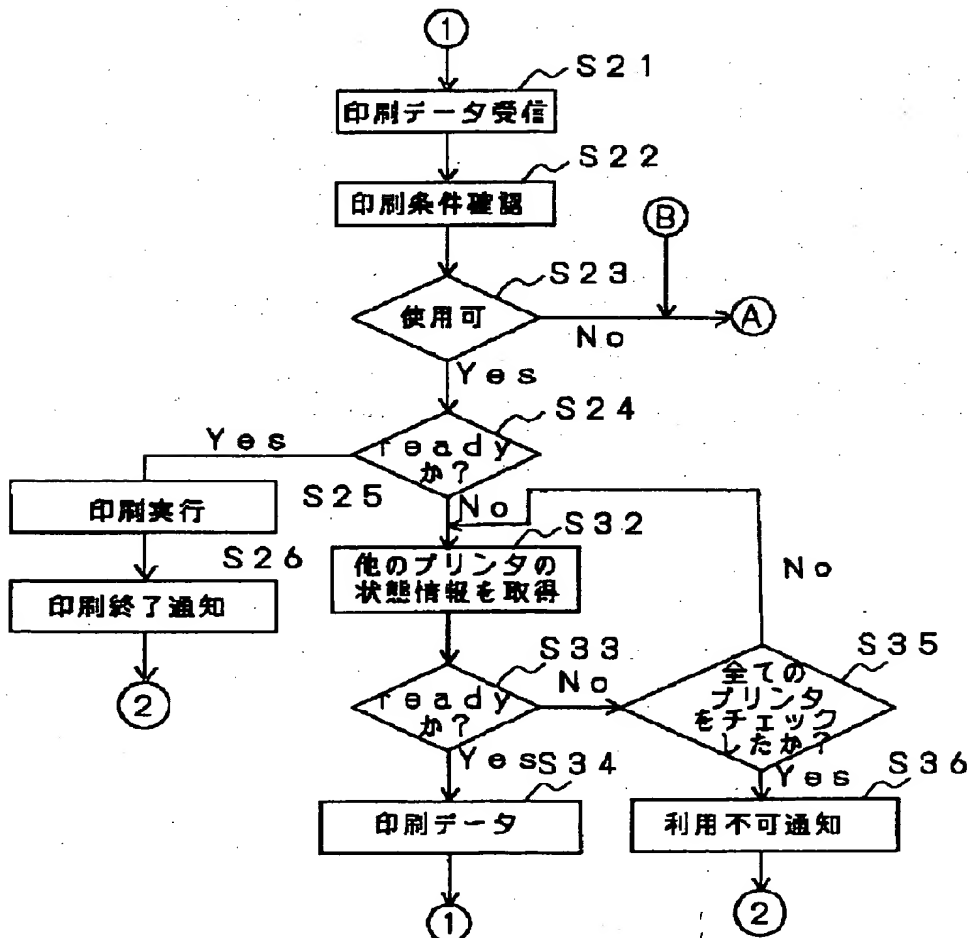 ①
S21
印刷データ受信
S22
印刷条件確認
Ⓑ
S23
使用可
No
Ⓐ
Yes
S24
Yes
ready
か?
S25
No
印刷実行
S32
S26
他のプリンタの
状態情報を取得
No
印刷終了通知
S33
S35
②
ready
か?
No
全ての
プリンタ
をチェック
したか?
Yes
S34
Yes
S36
印刷データ
利用不可通知
①
②